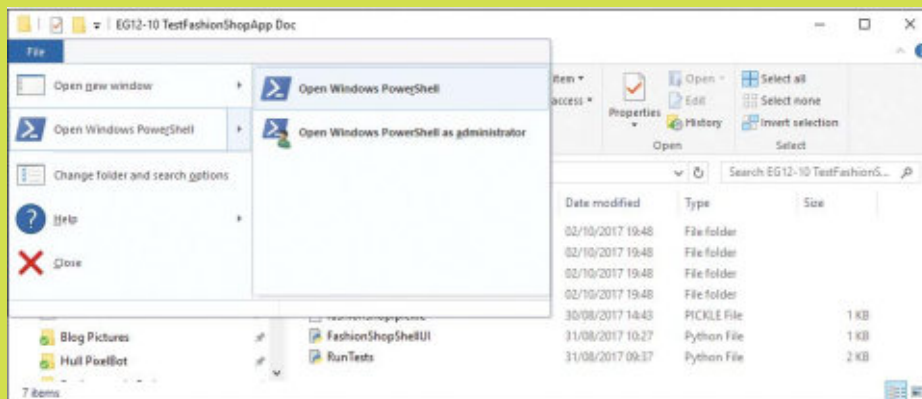 EG12-10 TestFashionShopApp Doc
File
Open new window
Open Windows PowerShell
Change folder and search options
Help
Close
Open Windows PowerShell
Open Windows PowerShell as administrator
item
access
Properties
Open
Edit
History
Open
Select all
Select none
Invert selection
Select
Search EG12-10 TestFashionS...
Date modified Type Size
02/10/2017 19:48 File folder
02/10/2017 19:48 File folder
02/10/2017 19:48 File folder
02/10/2017 19:48 File folder
30/08/2017 14:43 PICKLE File 1 KB
Blog Pictures FashionShopShellUI 31/08/2017 10:27 Python File 1 KB
Hull PixelBot RunTests 31/08/2017 09:37 Python File 2 KB
7 items